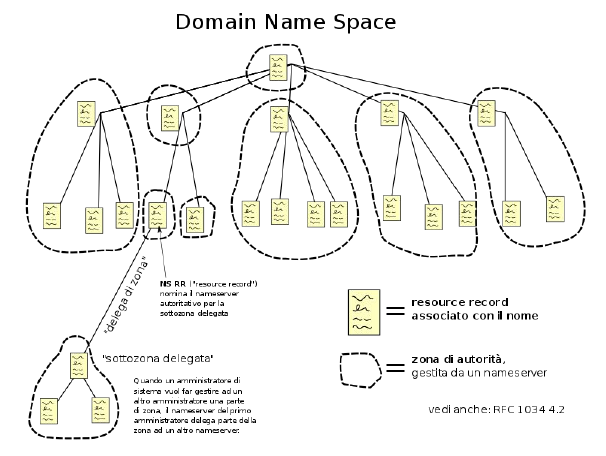 Domain Name Space
NS RR ("resource record")
nomina il nameserver
autoritativo per la
sottozona delegata
"delega di zona"
resource record
associato con il nome
"sottozona delegata"
zona di autorità,
gestita da un nameserver
Quando un amministratore di
sistema vuol far gestire ad un
altro amministratore una parte
di zona, il nameserver del primo
amministratore delega parte della
zona ad un altro nameserver.
vedi anche: RFC 1034 4.2